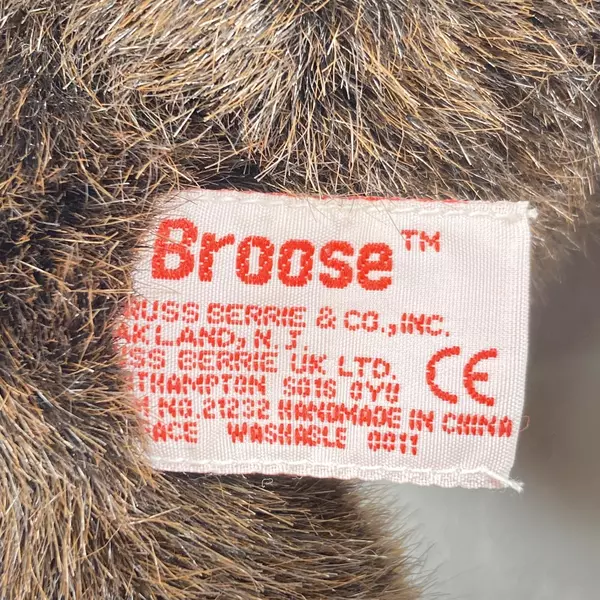 Broose™
RUSS BERRIE & CO., INC.
AKLAND, N.J.
SS BERRIE UK LTD.
THAMPTON SO16 0YU
NO.21232 HANDMADE IN CHINA
ACE WASHABLE 0011
CE